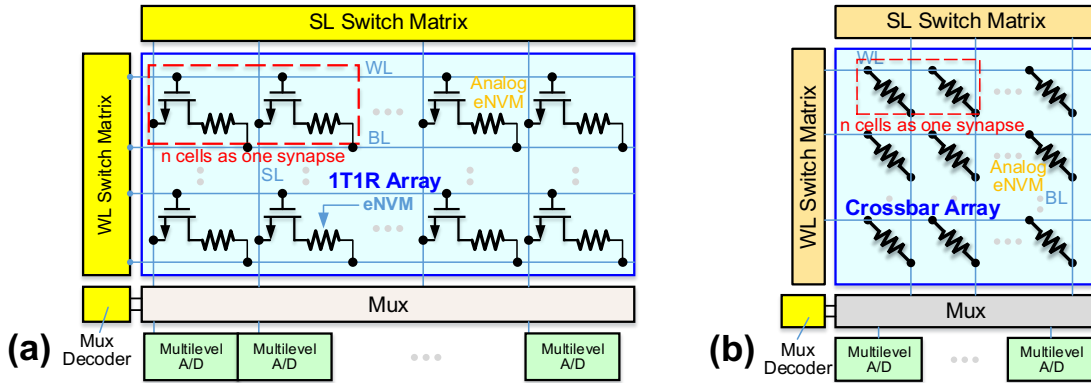 SL Switch Matrix
WL Switch Matrix
WL
Analog
eNVM
BL
n cells as one synapse
SL
1T1R Array
eNVM
Mux
(a)
Mux
Decoder
Multilevel
A/D
Multilevel
A/D
Multilevel
A/D
SL Switch Matrix
WL Switch Matrix
WL
n cells as one synapse
Analog
eNVM
BL
Crossbar Array
Mux
(b)
Mux
Decoder
Multilevel
A/D
Multilevel
A/D